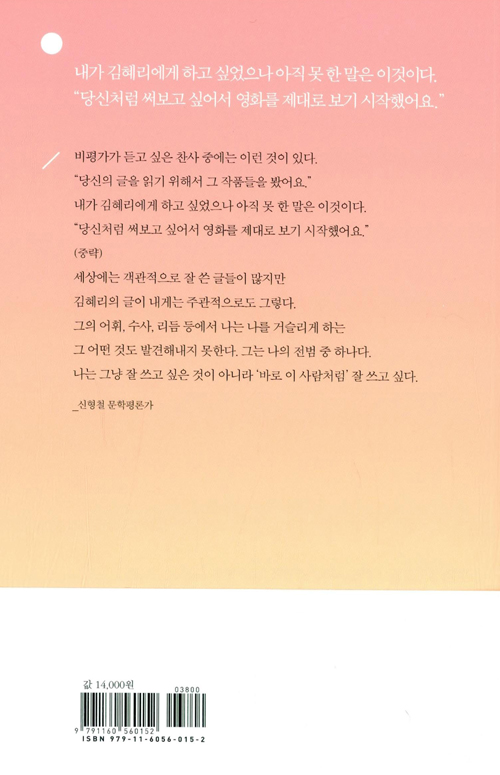 내가 김혜리에게 하고 싶었으나 아직 못 한 말은 이것이다.
“당신처럼 써보고 싶어서 영화를 제대로 보기 시작했어요.”
비평가가 듣고 싶은 찬사 중에는 이런 것이 있다.
“당신의 글을 읽기 위해서 그 작품들을 봤어요.”
내가 김혜리에게 하고 싶었으나 아직 못 한 말은 이것이다.
“당신처럼 써보고 싶어서 영화를 제대로 보기 시작했어요.”
(중략)
세상에는 객관적으로 잘 쓴 글들이 많지만
김혜리의 글이 내게는 주관적으로도 그렇다.
그의 어휘, 수사, 리듬 등에서 나는 나를 거슬리게 하는
그 어떤 것도 발견해내지 못한다. 그는 나의 전범 중 하나다.
나는 그냥 잘 쓰고 싶은 것이 아니라 ‘바로 이 사람처럼’ 잘 쓰고 싶다.
_신형철 문학평론가
값 14,000원
03800
9 791160 560152
ISBN 979-11-6056-015-2